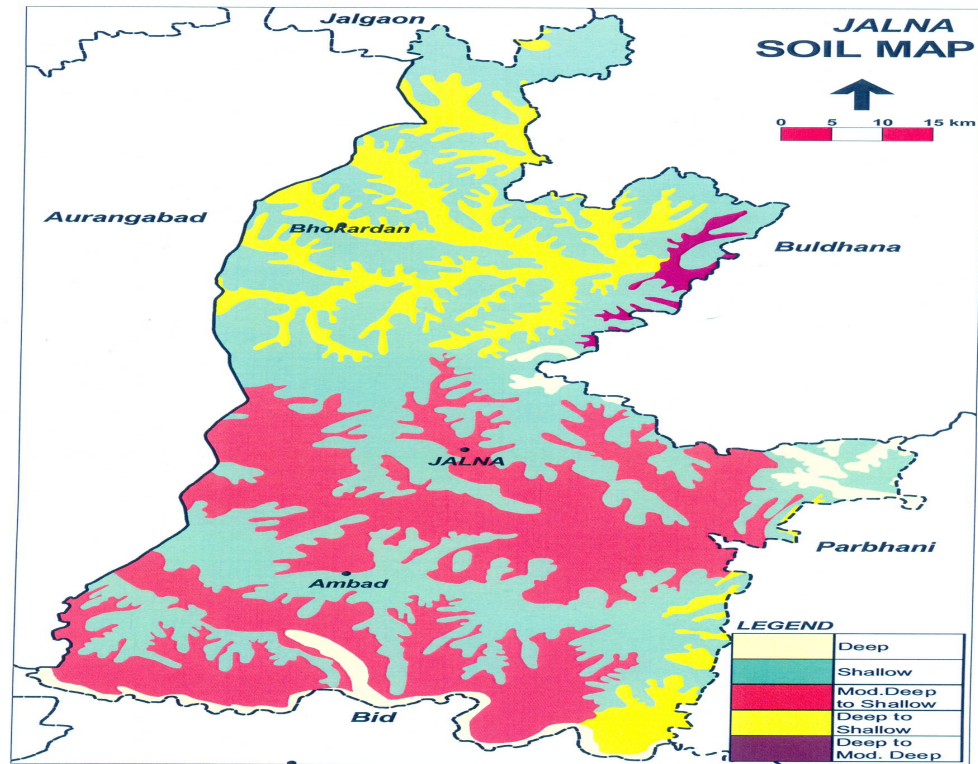 Jalgaon
JALNA
SOIL MAP
0 5 10 15 km
Aurangabad
Bhokardan
Buldhana
JALNA
Parbhani
Ambad
Bid
LEGEND
Deep
Shallow
Mod.Deep
to Shallow
Deep to
Shallow
Deep to
Mod. Deep